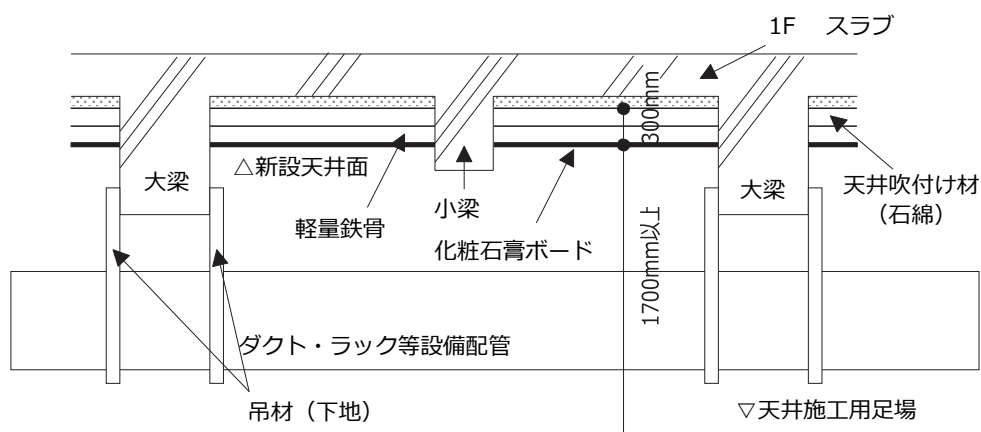 1F スラブ
300mm
△新設天井面
大梁
大梁
天井吹付け材
（石綿）
小梁
軽量鉄骨
化粧石膏ボード
1700mm以上
ダクト・ラック等設備配管
吊材（下地）
▽天井施工用足場